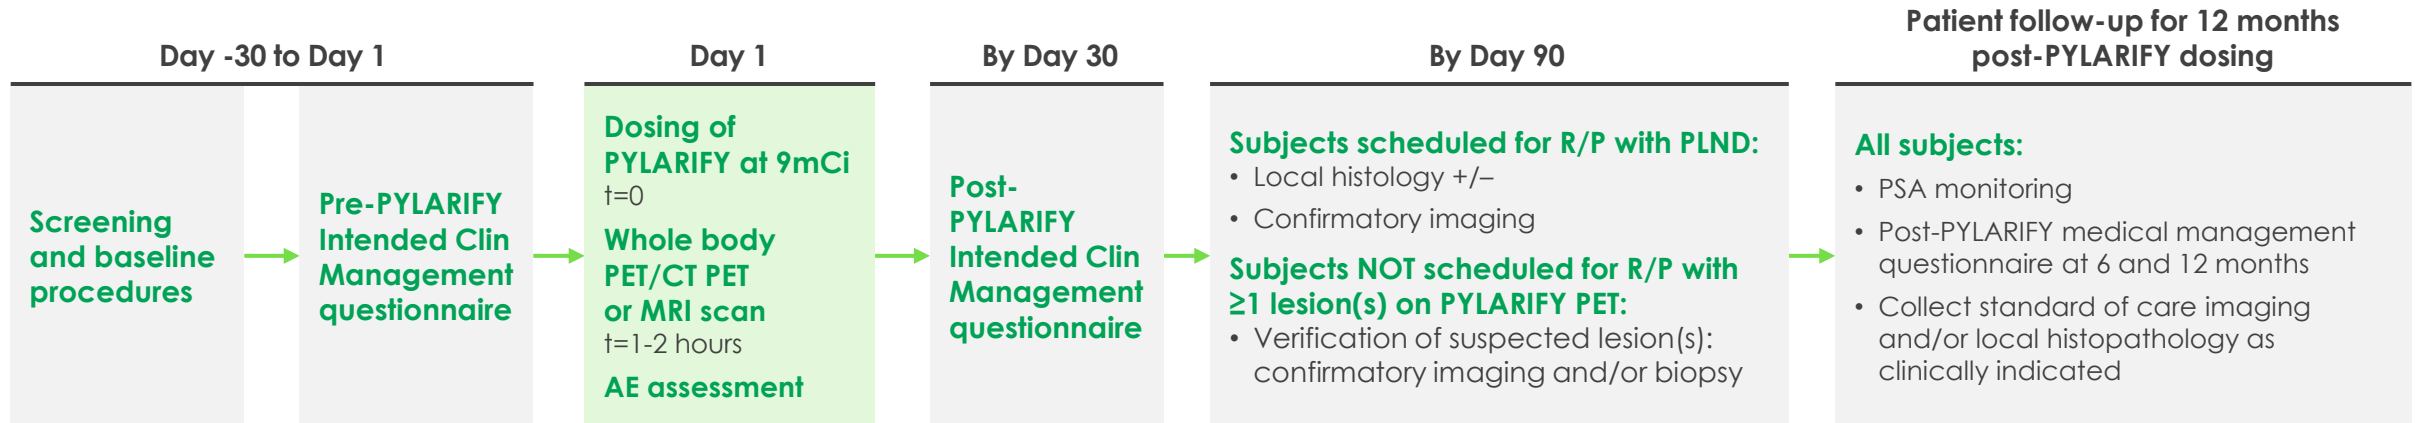 Day -30 to Day 1
Screening
and baseline
procedures
Pre-PYLARIFY
Intended Clin
Management
questionnaire
Day 1
Dosing of
PYLARIFY at 9mCi
t=0
Whole body
PET/CT PET
or MRI scan
t=1-2 hours
AE assessment
By Day 30
Post-
PYLARIFY
Intended Clin
Management
questionnaire
By Day 90
Subjects scheduled for R/P with PLND:
• Local histology +/–
• Confirmatory imaging
Subjects NOT scheduled for R/P with
≥1 lesion(s) on PYLARIFY PET:
• Verification of suspected lesion(s):
confirmatory imaging and/or biopsy
Patient follow-up for 12 months
post-PYLARIFY dosing
All subjects:
• PSA monitoring
• Post-PYLARIFY medical management
questionnaire at 6 and 12 months
• Collect standard of care imaging
and/or local histopathology as
clinically indicated